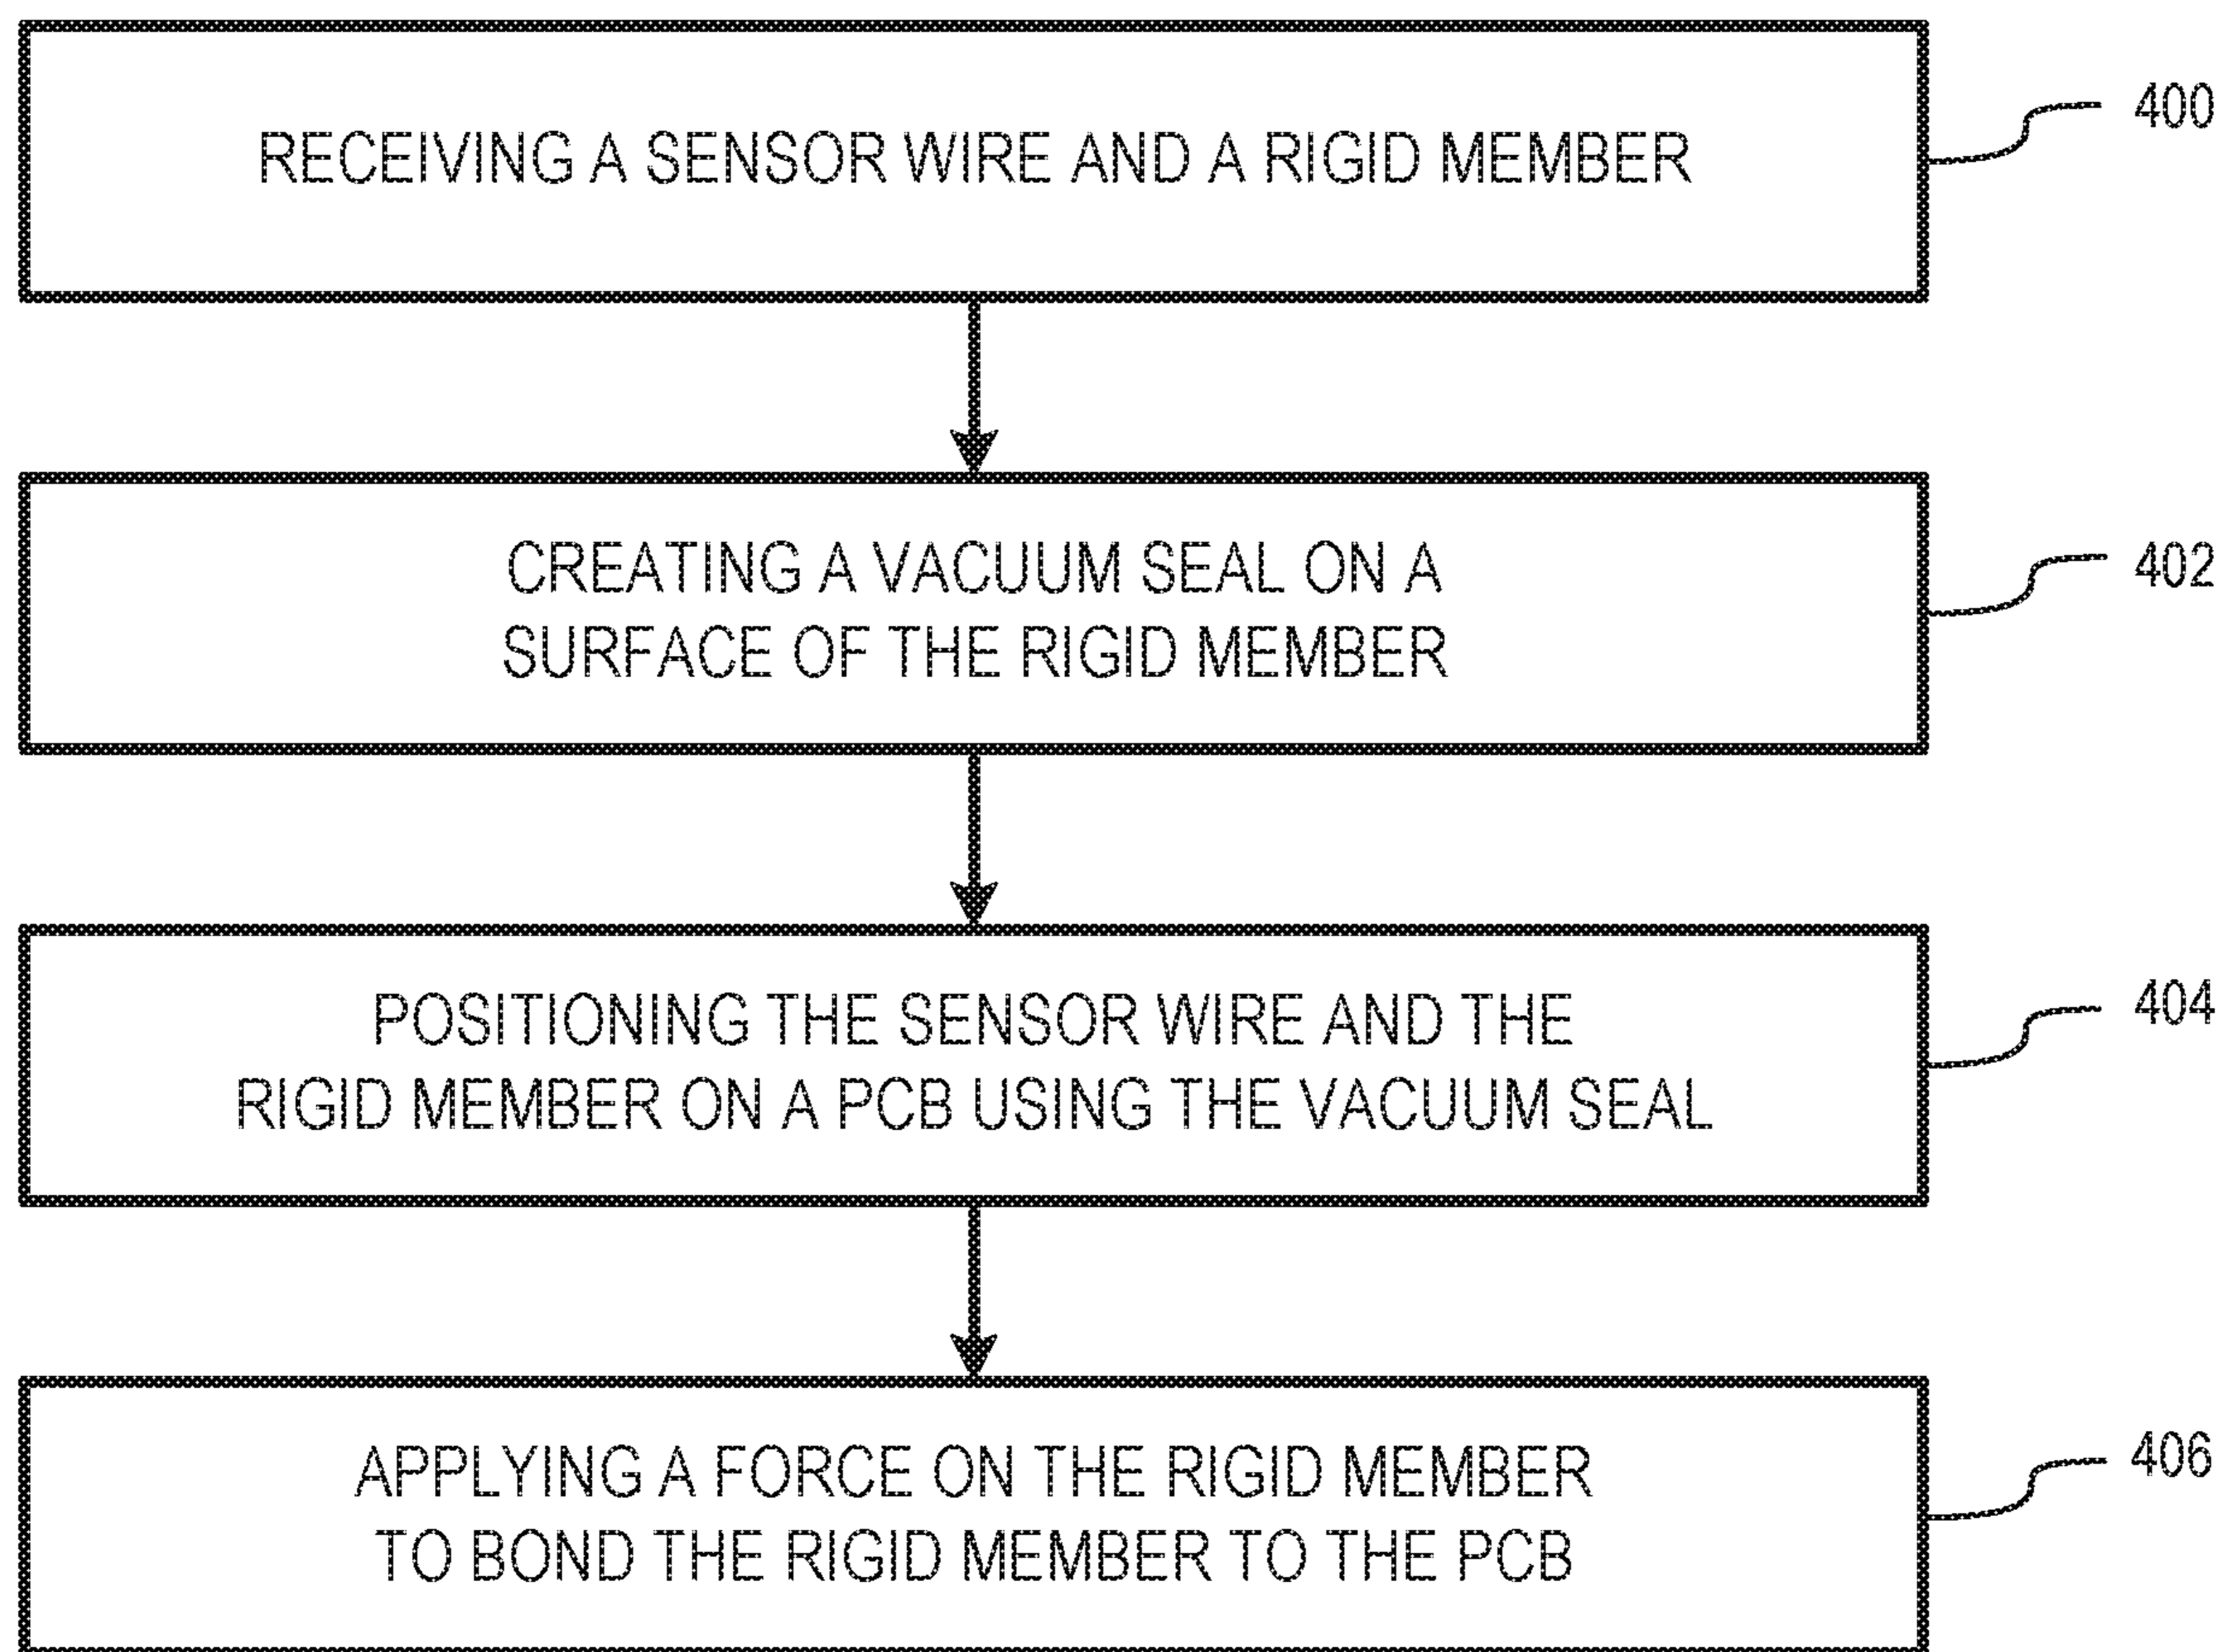 RECEIVING A SENSOR WIRE AND A RIGID MEMBER
400
CREATING A VACUUM SEAL ON A
SURFACE OF THE RIGID MEMBER
402
POSITIONING THE SENSOR WIRE AND THE
RIGID MEMBER ON A PCB USING THE VACUUM SEAL
404
APPLYING A FORCE ON THE RIGID MEMBER
TO BOND THE RIGID MEMBER TO THE PCB
406